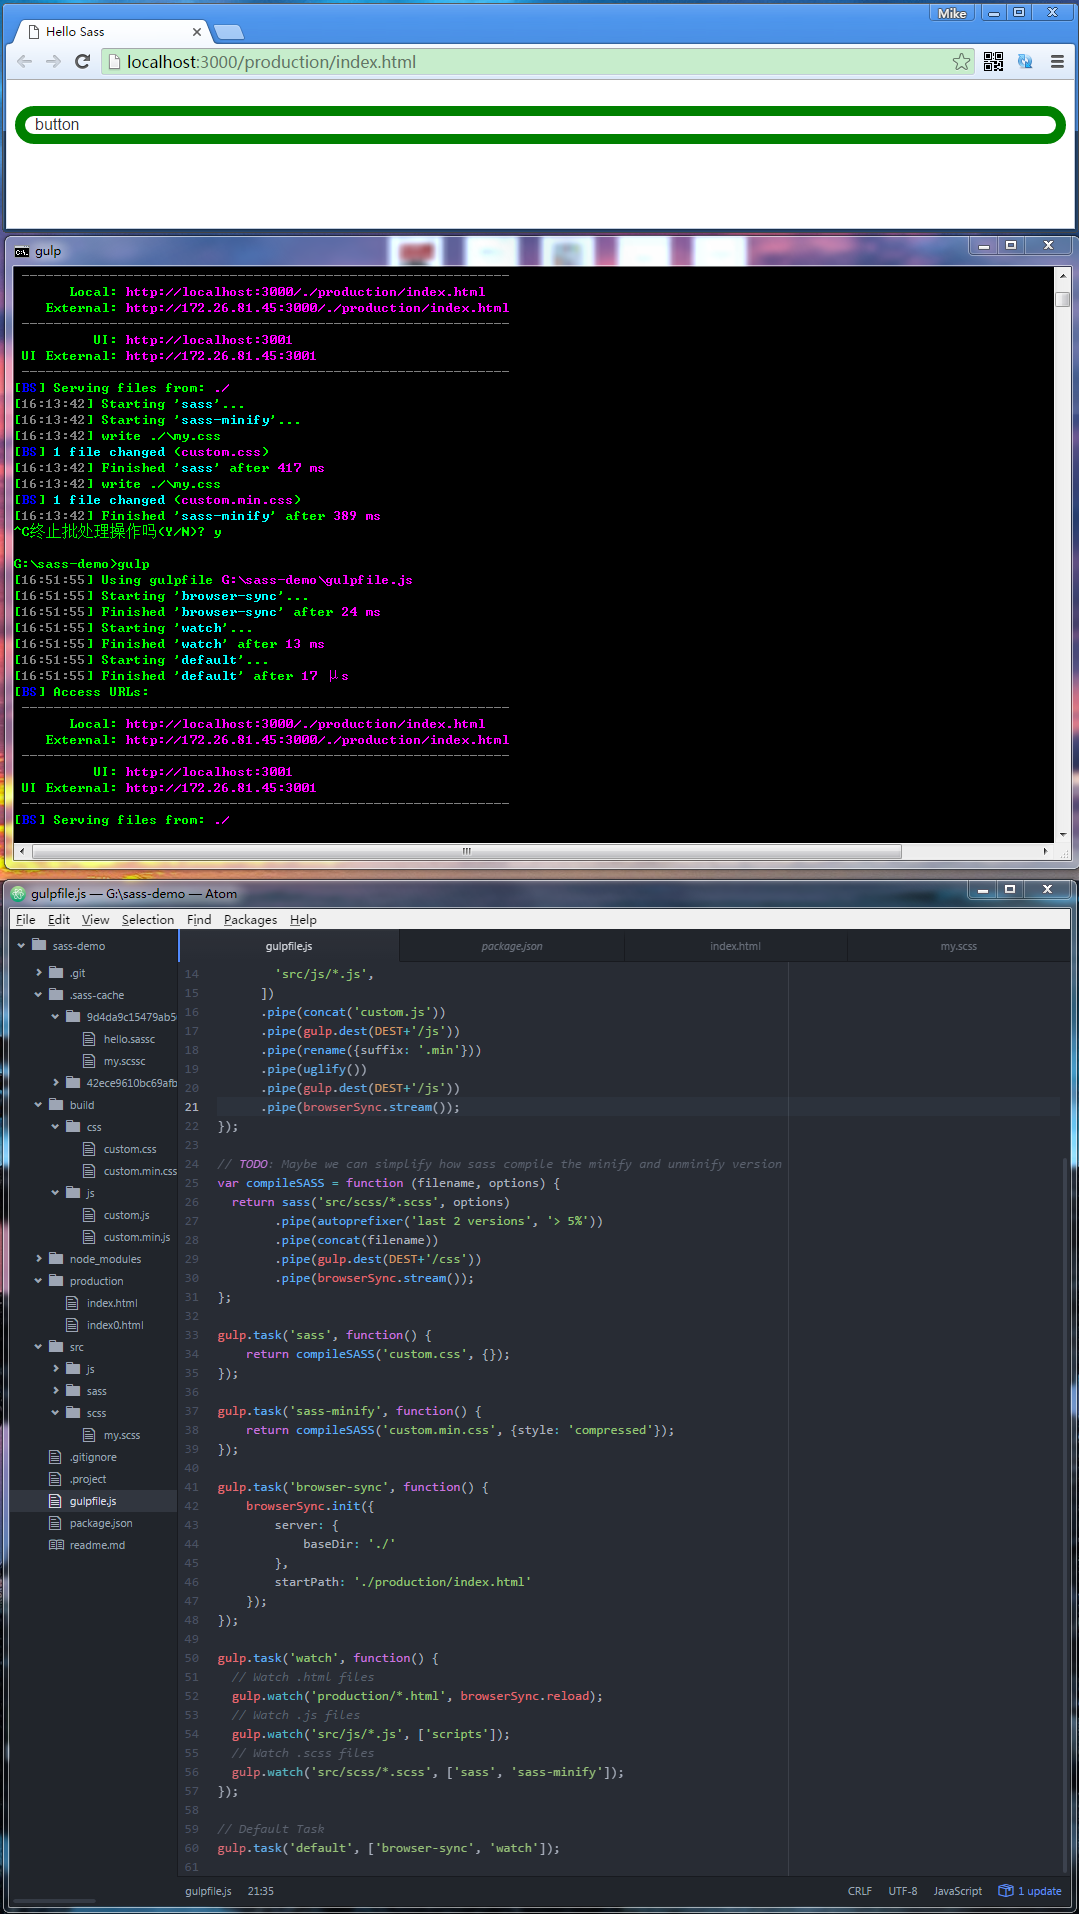 Mike
Hello Sass
localhost:3000/production/index.html
button
gulp
Local: http://localhost:3000/./production/index.html
External: http://172.26.81.45:3000/./production/index.html
UI: http://localhost:3001
UI External: http://172.26.81.45:3001
[BS] Serving files from: ./
[16:13:42] Starting 'sass'...
[16:13:42] Starting 'sass-minify'...
[16:13:42] write ./\my.css
[BS] 1 file changed (custom.css)
[16:13:42] Finished 'sass' after 417 ms
[16:13:42] write ./\my.css
[BS] 1 file changed (custom.min.css)
[16:13:42] Finished 'sass-minify' after 389 ms
^C终止批处理操作吗(Y/N)? y
G:\sass-demo>gulp
[16:51:55] Using gulpfile G:\sass-demo\gulpfile.js
[16:51:55] Starting 'browser-sync'...
[16:51:55] Finished 'browser-sync' after 24 ms
[16:51:55] Starting 'watch'...
[16:51:55] Finished 'watch' after 13 ms
[16:51:55] Starting 'default'...
[16:51:55] Finished 'default' after 17 μs
[BS] Access URLs:
Local: http://localhost:3000/./production/index.html
External: http://172.26.81.45:3000/./production/index.html
UI: http://localhost:3001
UI External: http://172.26.81.45:3001
[BS] Serving files from: ./
gulpfile.js — G:\sass-demo — Atom
File Edit View Selection Find Packages Help
sass-demo
.git
.sass-cache
9d4da9c15479ab5
hello.sassc
my.scssc
42ece9610bc69afb
build
css
custom.css
custom.min.css
js
custom.js
custom.min.js
node_modules
production
index.html
index0.html
src
js
sass
scss
my.scss
.gitignore
.project
gulpfile.js
package.json
readme.md
gulpfile.js package.json index.html my.scss
14 'src/js/*.js',
15 ])
16 .pipe(concat('custom.js'))
17 .pipe(gulp.dest(DEST+'/js'))
18 .pipe(rename({suffix: '.min'}))
19 .pipe(uglify())
20 .pipe(gulp.dest(DEST+'/js'))
21 .pipe(browserSync.stream());
22 });
23
24 // TODO: Maybe we can simplify how sass compile the minify and unminify version
25 var compileSASS = function (filename, options) {
26 return sass('src/scss/*.scss', options)
27 .pipe(autoprefixer('last 2 versions', '> 5%'))
28 .pipe(concat(filename))
29 .pipe(gulp.dest(DEST+'/css'))
30 .pipe(browserSync.stream());
31 };
32
33 gulp.task('sass', function() {
34 return compileSASS('custom.css', {});
35 });
36
37 gulp.task('sass-minify', function() {
38 return compileSASS('custom.min.css', {style: 'compressed'});
39 });
40
41 gulp.task('browser-sync', function() {
42 browserSync.init({
43 server: {
44 baseDir: './'
45 },
46 startPath: './production/index.html'
47 });
48 });
49
50 gulp.task('watch', function() {
51 // Watch .html files
52 gulp.watch('production/*.html', browserSync.reload);
53 // Watch .js files
54 gulp.watch('src/js/*.js', ['scripts']);
55 // Watch .scss files
56 gulp.watch('src/scss/*.scss', ['sass', 'sass-minify']);
57 });
58
59 // Default Task
60 gulp.task('default', ['browser-sync', 'watch']);
61
gulpfile.js 21:35 CRLF UTF-8 JavaScript 1 update